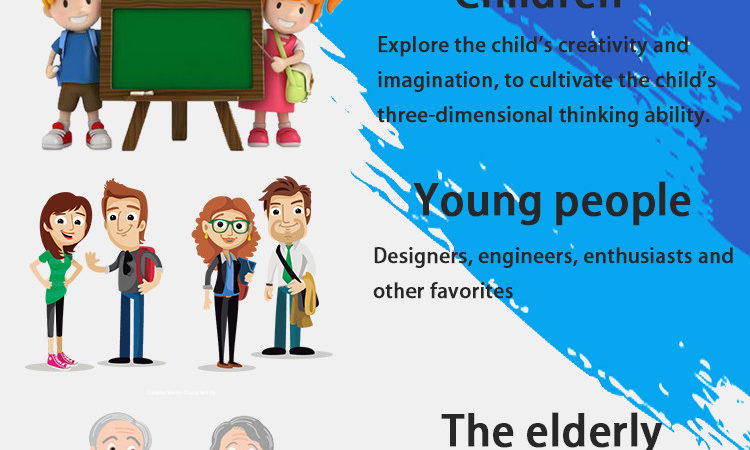 Children
Explore the child's creativity and
imagination, to cultivate the child's
three-dimensional thinking ability.
Young people
Designers, engineers, enthusiasts and
other favorites
The elderly